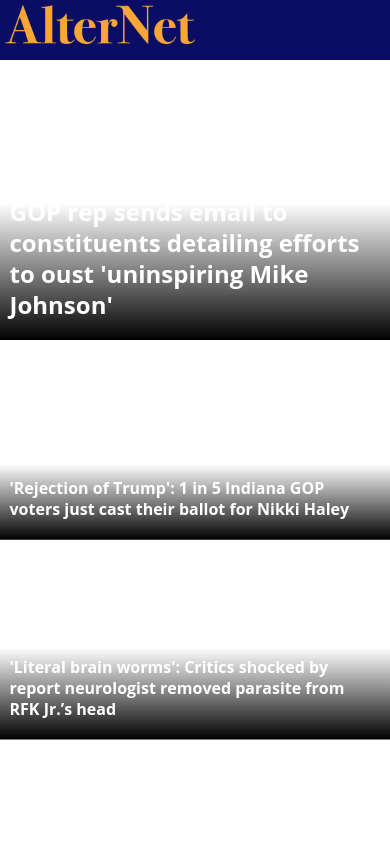 AlterNet
GOP rep sends email to
constituents detailing efforts
to oust 'uninspiring Mike
Johnson'
'Rejection of Trump': 1 in 5 Indiana GOP
voters just cast their ballot for Nikki Haley
'Literal brain worms': Critics shocked by
report neurologist removed parasite from
RFK Jr.’s head